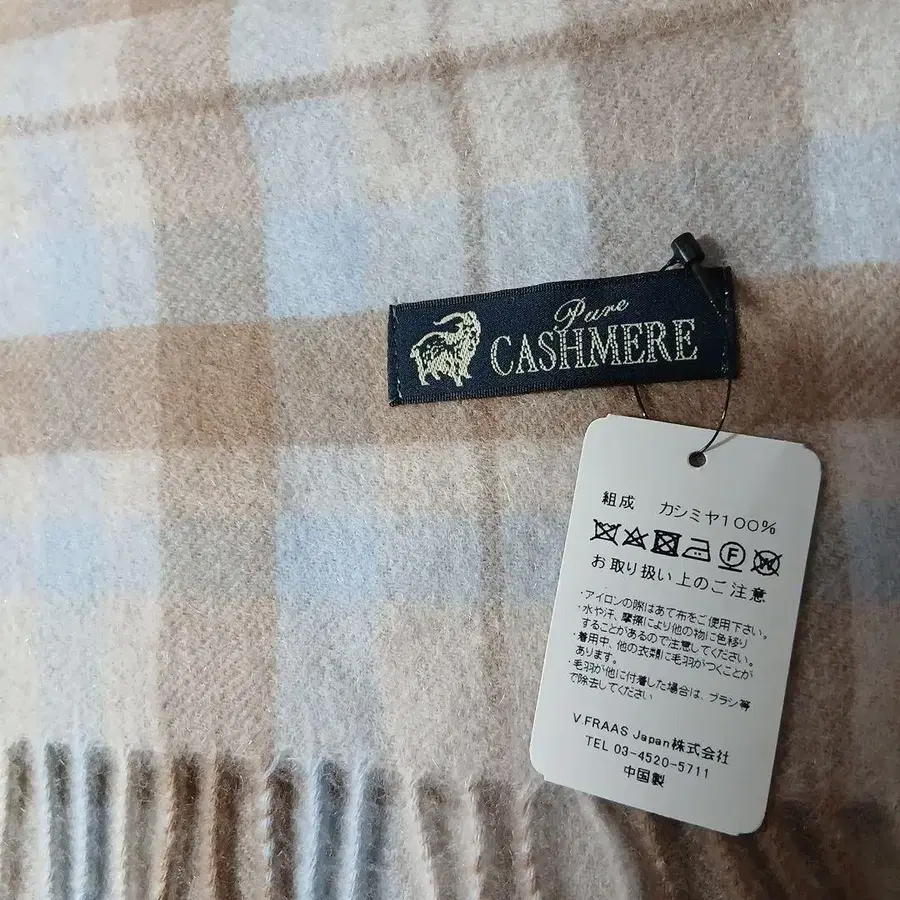 Pure
CASHMERE
組成 カシミヤ100%
F W
お取り扱い上のご注意
・アイロンの際はあて布をご使用下さい。
・水や汗、摩擦により他の物に色移り
することがあるので注意してください。
・着用中、他の衣類に毛羽がつくことが
あります。
・毛羽が他に付着した場合は、ブラシ等
で除去してください
V.FRAAS Japan株式会社
TEL 03-4520-5711
中国製